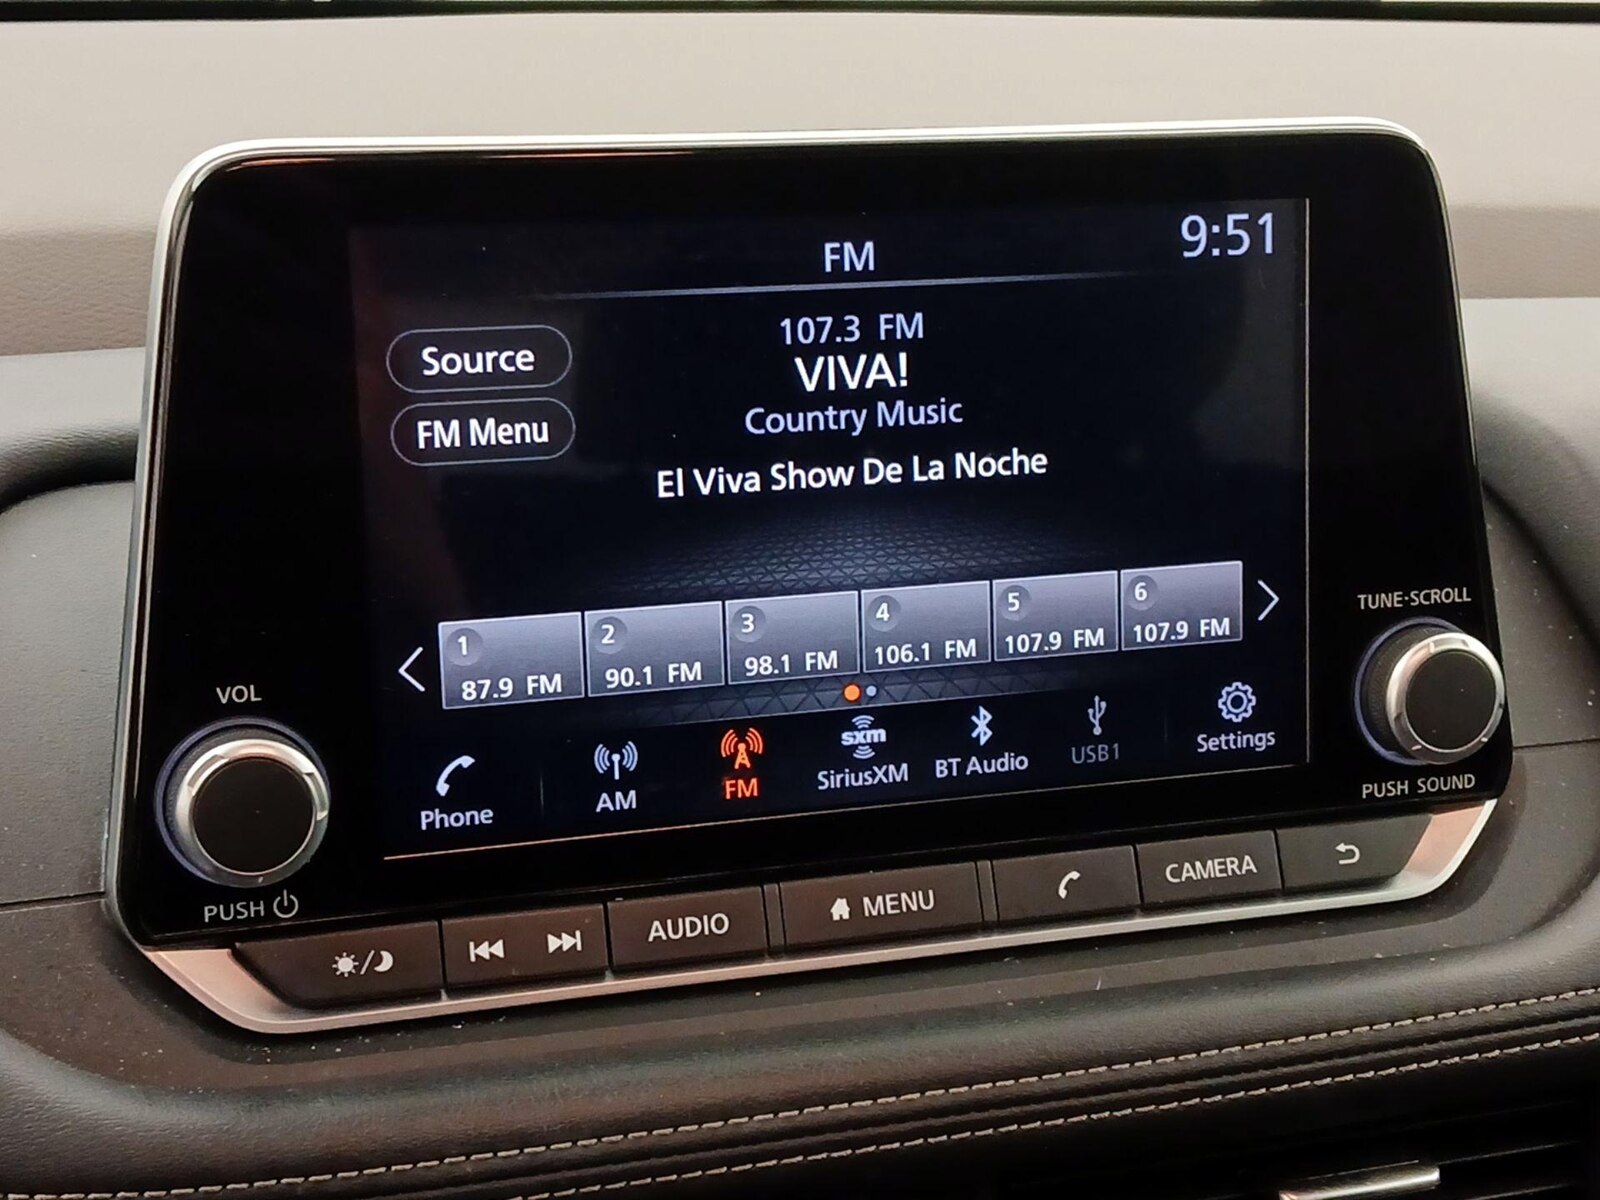 FM
9:51
Source
FM Menu
107.3 FM
VIVA!
Country Music
El Viva Show De La Noche
1
87.9 FM
2
90.1 FM
3
98.1 FM
4
106.1 FM
5
107.9 FM
6
107.9 FM
Phone
AM
FM
sxm
SiriusXM
BT Audio
USB1
Settings
VOL
PUSH
TUNE·SCROLL
PUSH SOUND
AUDIO
MENU
CAMERA